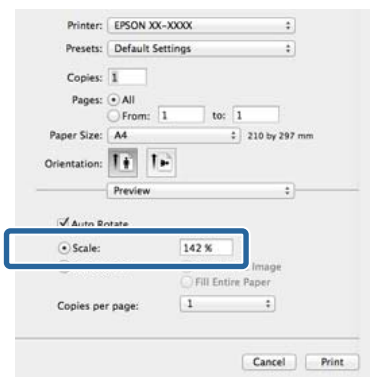 Printer: EPSON XX-XXXX
Presets: Default Settings
Copies: 1
Pages: All
From: 1 to: 1
Paper Size: A4 210 by 297 mm
Orientation:
Preview
Auto Rotate
Scale: 142 %
Image
Fill Entire Paper
Copies per page: 1
Cancel Print